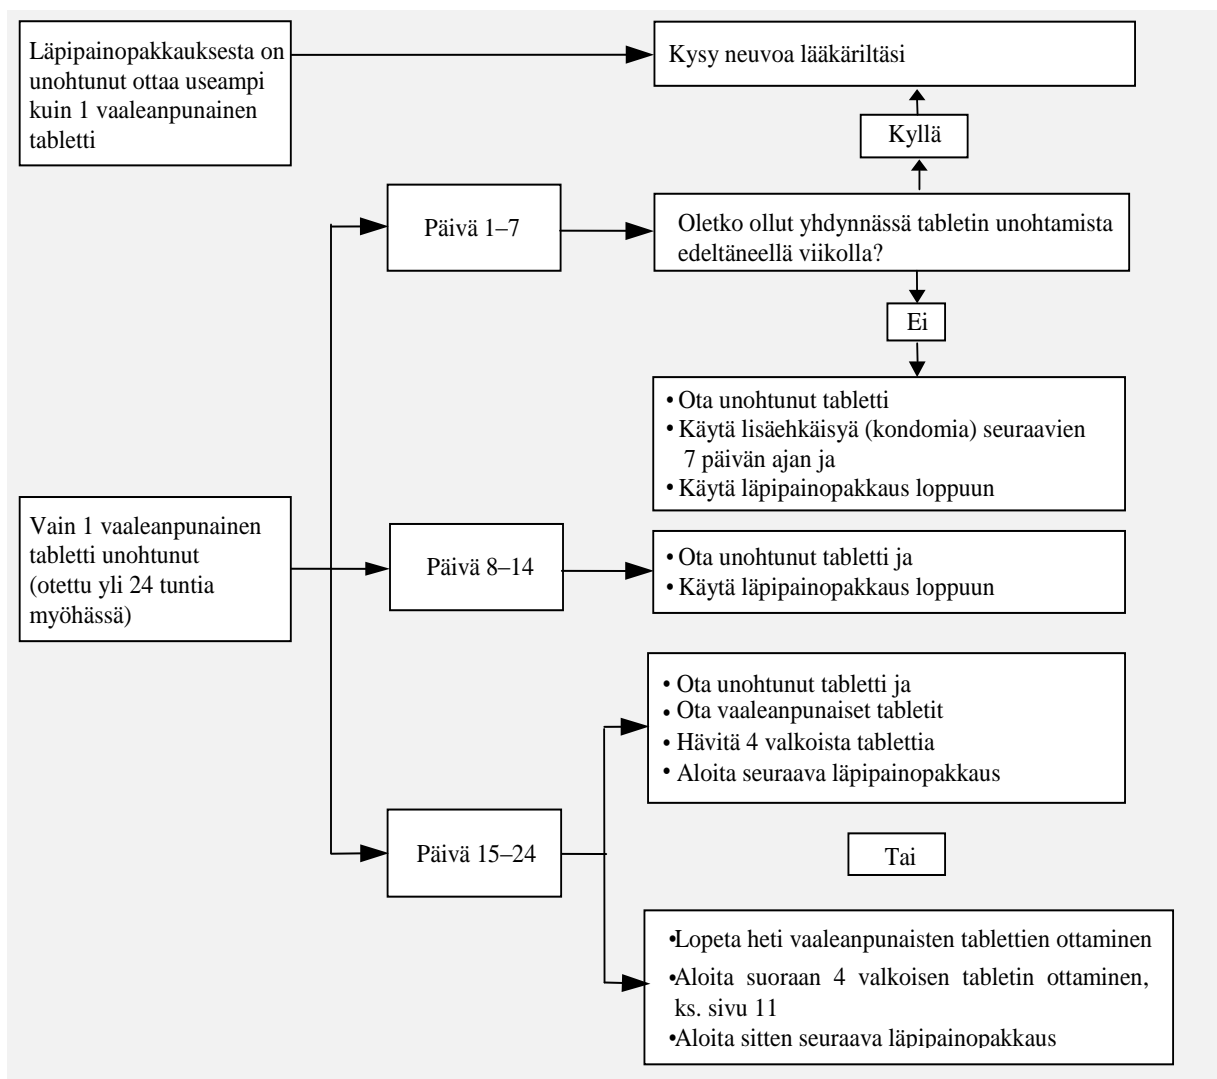 Läpipainopakkauksesta on
unohtunut ottaa useampi
kuin 1 vaaleanpunainen
tabletti
Kysy neuvoa lääkäriltäsi
Kyllä
Päivä 1–7
Oletko ollut yhdynnässä tabletin unohtamista
edeltäneellä viikolla?
Ei
• Ota unohtunut tabletti
• Käytä lisäehkäisyä (kondomia) seuraavien
7 päivän ajan ja
• Käytä läpipainopakkaus loppuun
Vain 1 vaaleanpunainen
tabletti unohtunut
(otettu yli 24 tuntia
myöhässä)
Päivä 8–14
• Ota unohtunut tabletti ja
• Käytä läpipainopakkaus loppuun
• Ota unohtunut tabletti ja
• Ota vaaleanpunaiset tabletit
• Hävitä 4 valkoista tablettia
• Aloita seuraava läpipainopakkaus
Päivä 15–24
Tai
•Lopeta heti vaaleanpunaisten tablettien ottaminen
•Aloita suoraan 4 valkoisen tabletin ottaminen,
ks. sivu 11
•Aloita sitten seuraava läpipainopakkaus